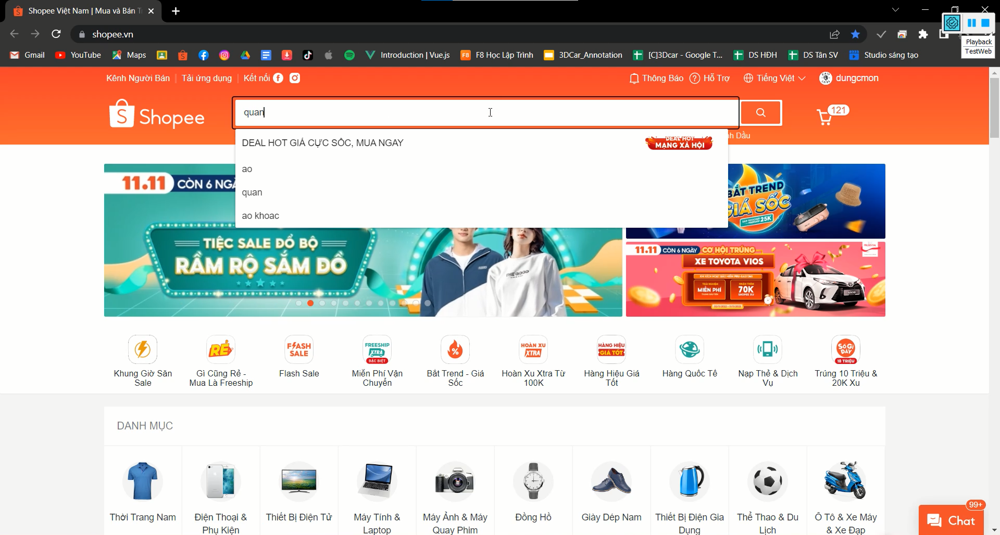 Shopee Việt Nam | Mua và Bán T
shopee.vn
Playback
TestWeb
Gmail
YouTube
Maps
Introduction | Vue.js
F8 Học Lập Trình
3DCar_Annotation
[C]3Dcar - Google T...
DS HĐH
DS Tân SV
Studio sáng tạo
Kênh Người Bán
Tải ứng dụng
Kết nối
Thông Báo
Hỗ Trợ
Tiếng Việt
dungcmon
Shopee
quan
121
nh Dầu
DEAL HOT GIÁ CỰC SỐC, MUA NGAY
DEAL HOT
MẠNG XÃ HỘI
ao
quan
ao khoac
11.11 CÒN 6 NGÀ
TIỆC SALE ĐỔ BỘ
RẦM RỘ SẮM ĐỒ
THE GOOD
BẮT TREND
GIÁ SỐC
SĂN VOUCHER
FREESHIP 25K
11.11 CÒN 6 NGÀY CƠ HỘI TRÚNG
XE TOYOTA VIOS
PRUDENTIAL
MIỄN PHÍ
70K
SHOPEE XU
VIOS
RẺ
FLASH SALE
FREESHIP XTRA ĐẶC BIỆT
HOÀN XU XTRA
HÀNG HIỆU GIÁ TỐT
SỐ GÌ ĐÂY
10 TRIỆU
Khung Giờ Săn Sale
Gì Cũng Rẻ - Mua Là Freeship
Flash Sale
Miễn Phí Vận Chuyển
Bắt Trend - Giá Sốc
Hoàn Xu Xtra Từ 100K
Hàng Hiệu Giá Tốt
Hàng Quốc Tế
Nạp Thẻ & Dịch Vụ
Trúng 10 Triệu & 20K Xu
DANH MỤC
Thời Trang Nam
Điện Thoại & Phụ Kiện
Thiết Bị Điện Tử
Máy Tính & Laptop
Máy Ảnh & Máy Quay Phim
Đồng Hồ
Giày Dép Nam
Thiết Bị Điện Gia Dụng
Thể Thao & Du Lịch
Ô Tô & Xe Máy & Xe Đạp
99+
Chat